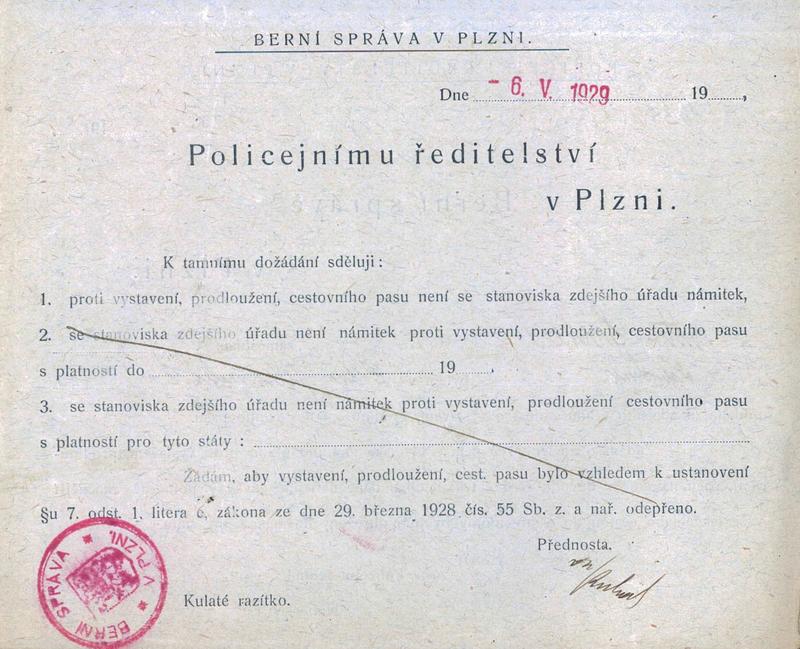 BERNÍ SPRÁVA V PLZNI.
Dne - 6. V. 1929 19 ,
Policejnímu ředitelství
v Plzni.
K tamnímu dožádání sděluji:
1. proti vystavení, prodloužení, cestovního pasu není se stanoviska zdejšího úřadu námitek,
2. se stanoviska zdejšího úřadu není námitek proti vystavení, prodloužení, cestovního pasu
s platností do 19 .
3. se stanoviska zdejšího úřadu není námitek proti vystavení, prodloužení cestovního pasu
s platností pro tyto státy :
Žádám, aby vystavení, prodloužení, cest. pasu bylo vzhledem k ustanovení
§u 7. odst. 1. litera c, zákona ze dne 29. března 1928 čís. 55 Sb. z. a nař. odepřeno.
Přednosta.
Kulaté razítko.
BERNÍ SPRÁVA V PLZNI.